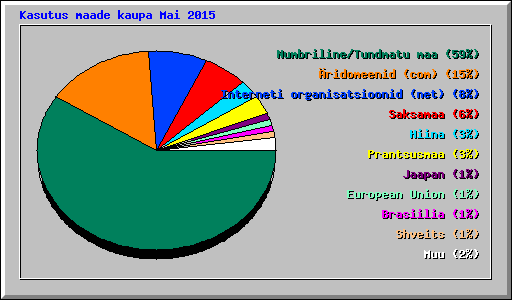 Kasutus maade kaupa Mai 2015
Numbriline/Tundmatu maa (59%)
Äridomeenid (com) (15%)
Interneti organisatsioonid (net) (8%)
Saksamaa (6%)
Hiina (3%)
Prantsusmaa (3%)
Jaapan (1%)
European Union (1%)
Brasiilia (1%)
Shveits (1%)
Muu (2%)